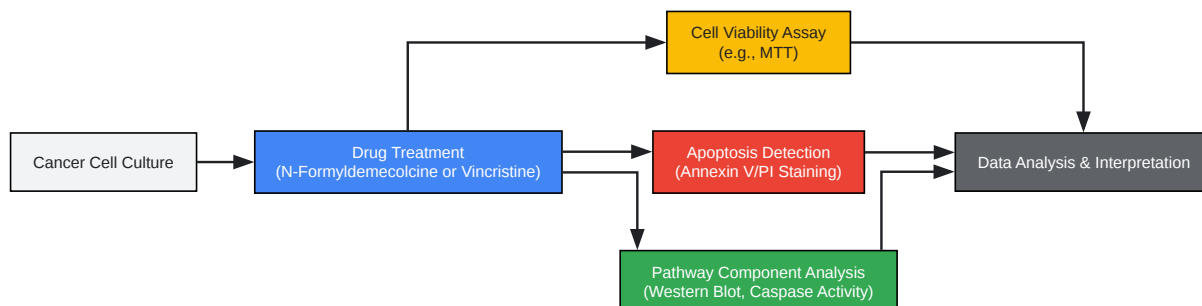 Cell Viability Assay
(e.g., MTT)
Cancer Cell Culture
Drug Treatment
(N-Formyldemecolcine or Vincristine)
Apoptosis Detection
(Annexin V/PI Staining)
Data Analysis & Interpretation
Pathway Component Analysis
(Western Blot, Caspase Activity)